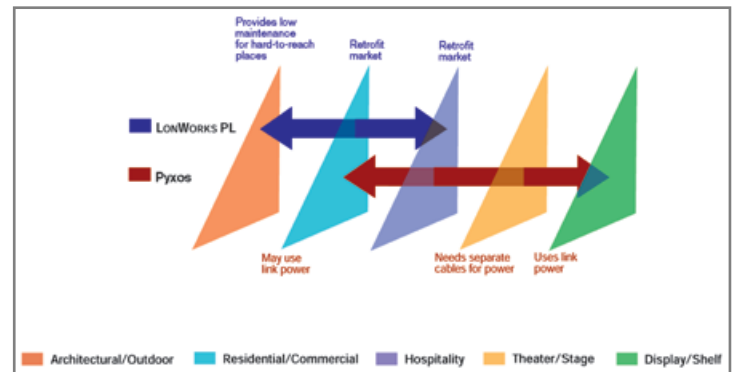 Provides low
maintenance
for hard-to-reach
places
Retrofit
market
Retrofit
market
LONWORKS PL
Pyxos
May use
link power
Needs separate
cables for power
Uses link
power
Architectural/Outdoor
Residential/Commercial
Hospitality
Theater/Stage
Display/Shelf